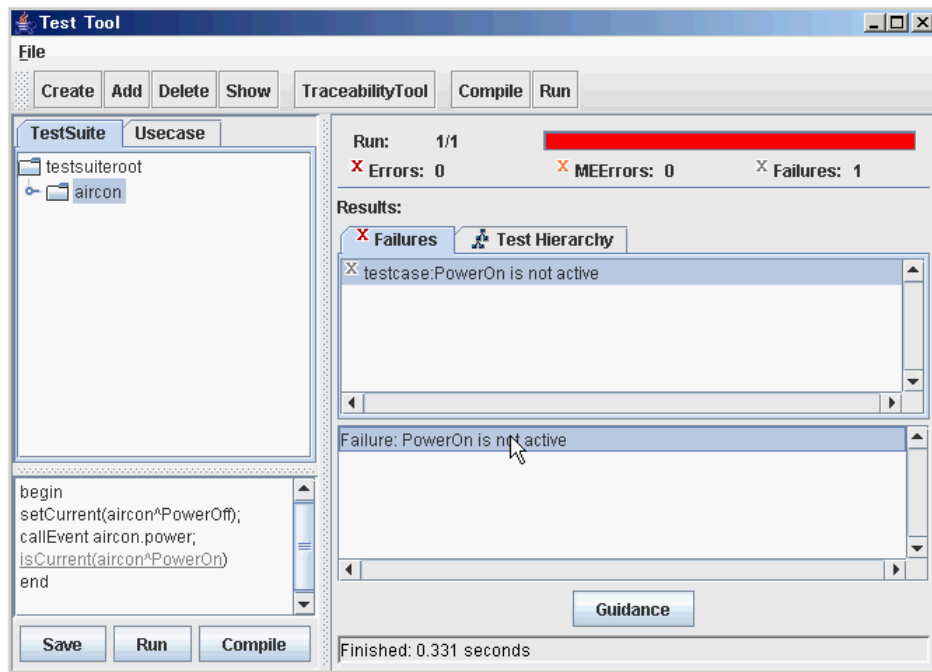 Test Tool
File
Create Add Delete Show TraceabilityTool Compile Run
TestSuite Usecase
testsuiteroot
aircon
begin
setCurrent(aircon^PowerOff);
callEvent aircon.power;
isCurrent(aircon^PowerOn)
end
Save Run Compile
Run: 1/1
X Errors: 0 X MEErrors: 0 X Failures: 1
Results:
X Failures Test Hierarchy
X testcase:PowerOn is not active
Failure: PowerOn is not active
Guidance
Finished: 0.331 seconds